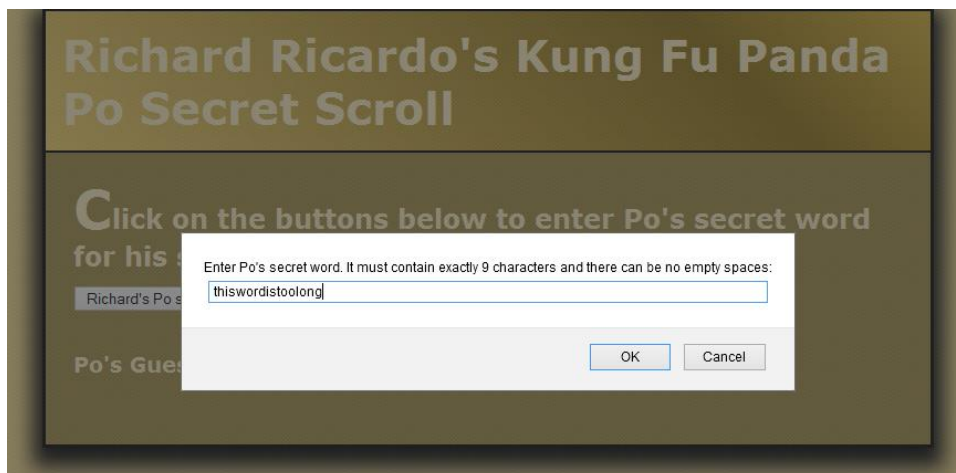 Richard Ricardo's Kung Fu Panda
Po Secret Scroll
Click on the buttons below to enter Po's secret word
for his
Enter Po's secret word. It must contain exactly 9 characters and there can be no empty spaces:
thiswordistoolong
Richard's Po
OK Cancel
Po's